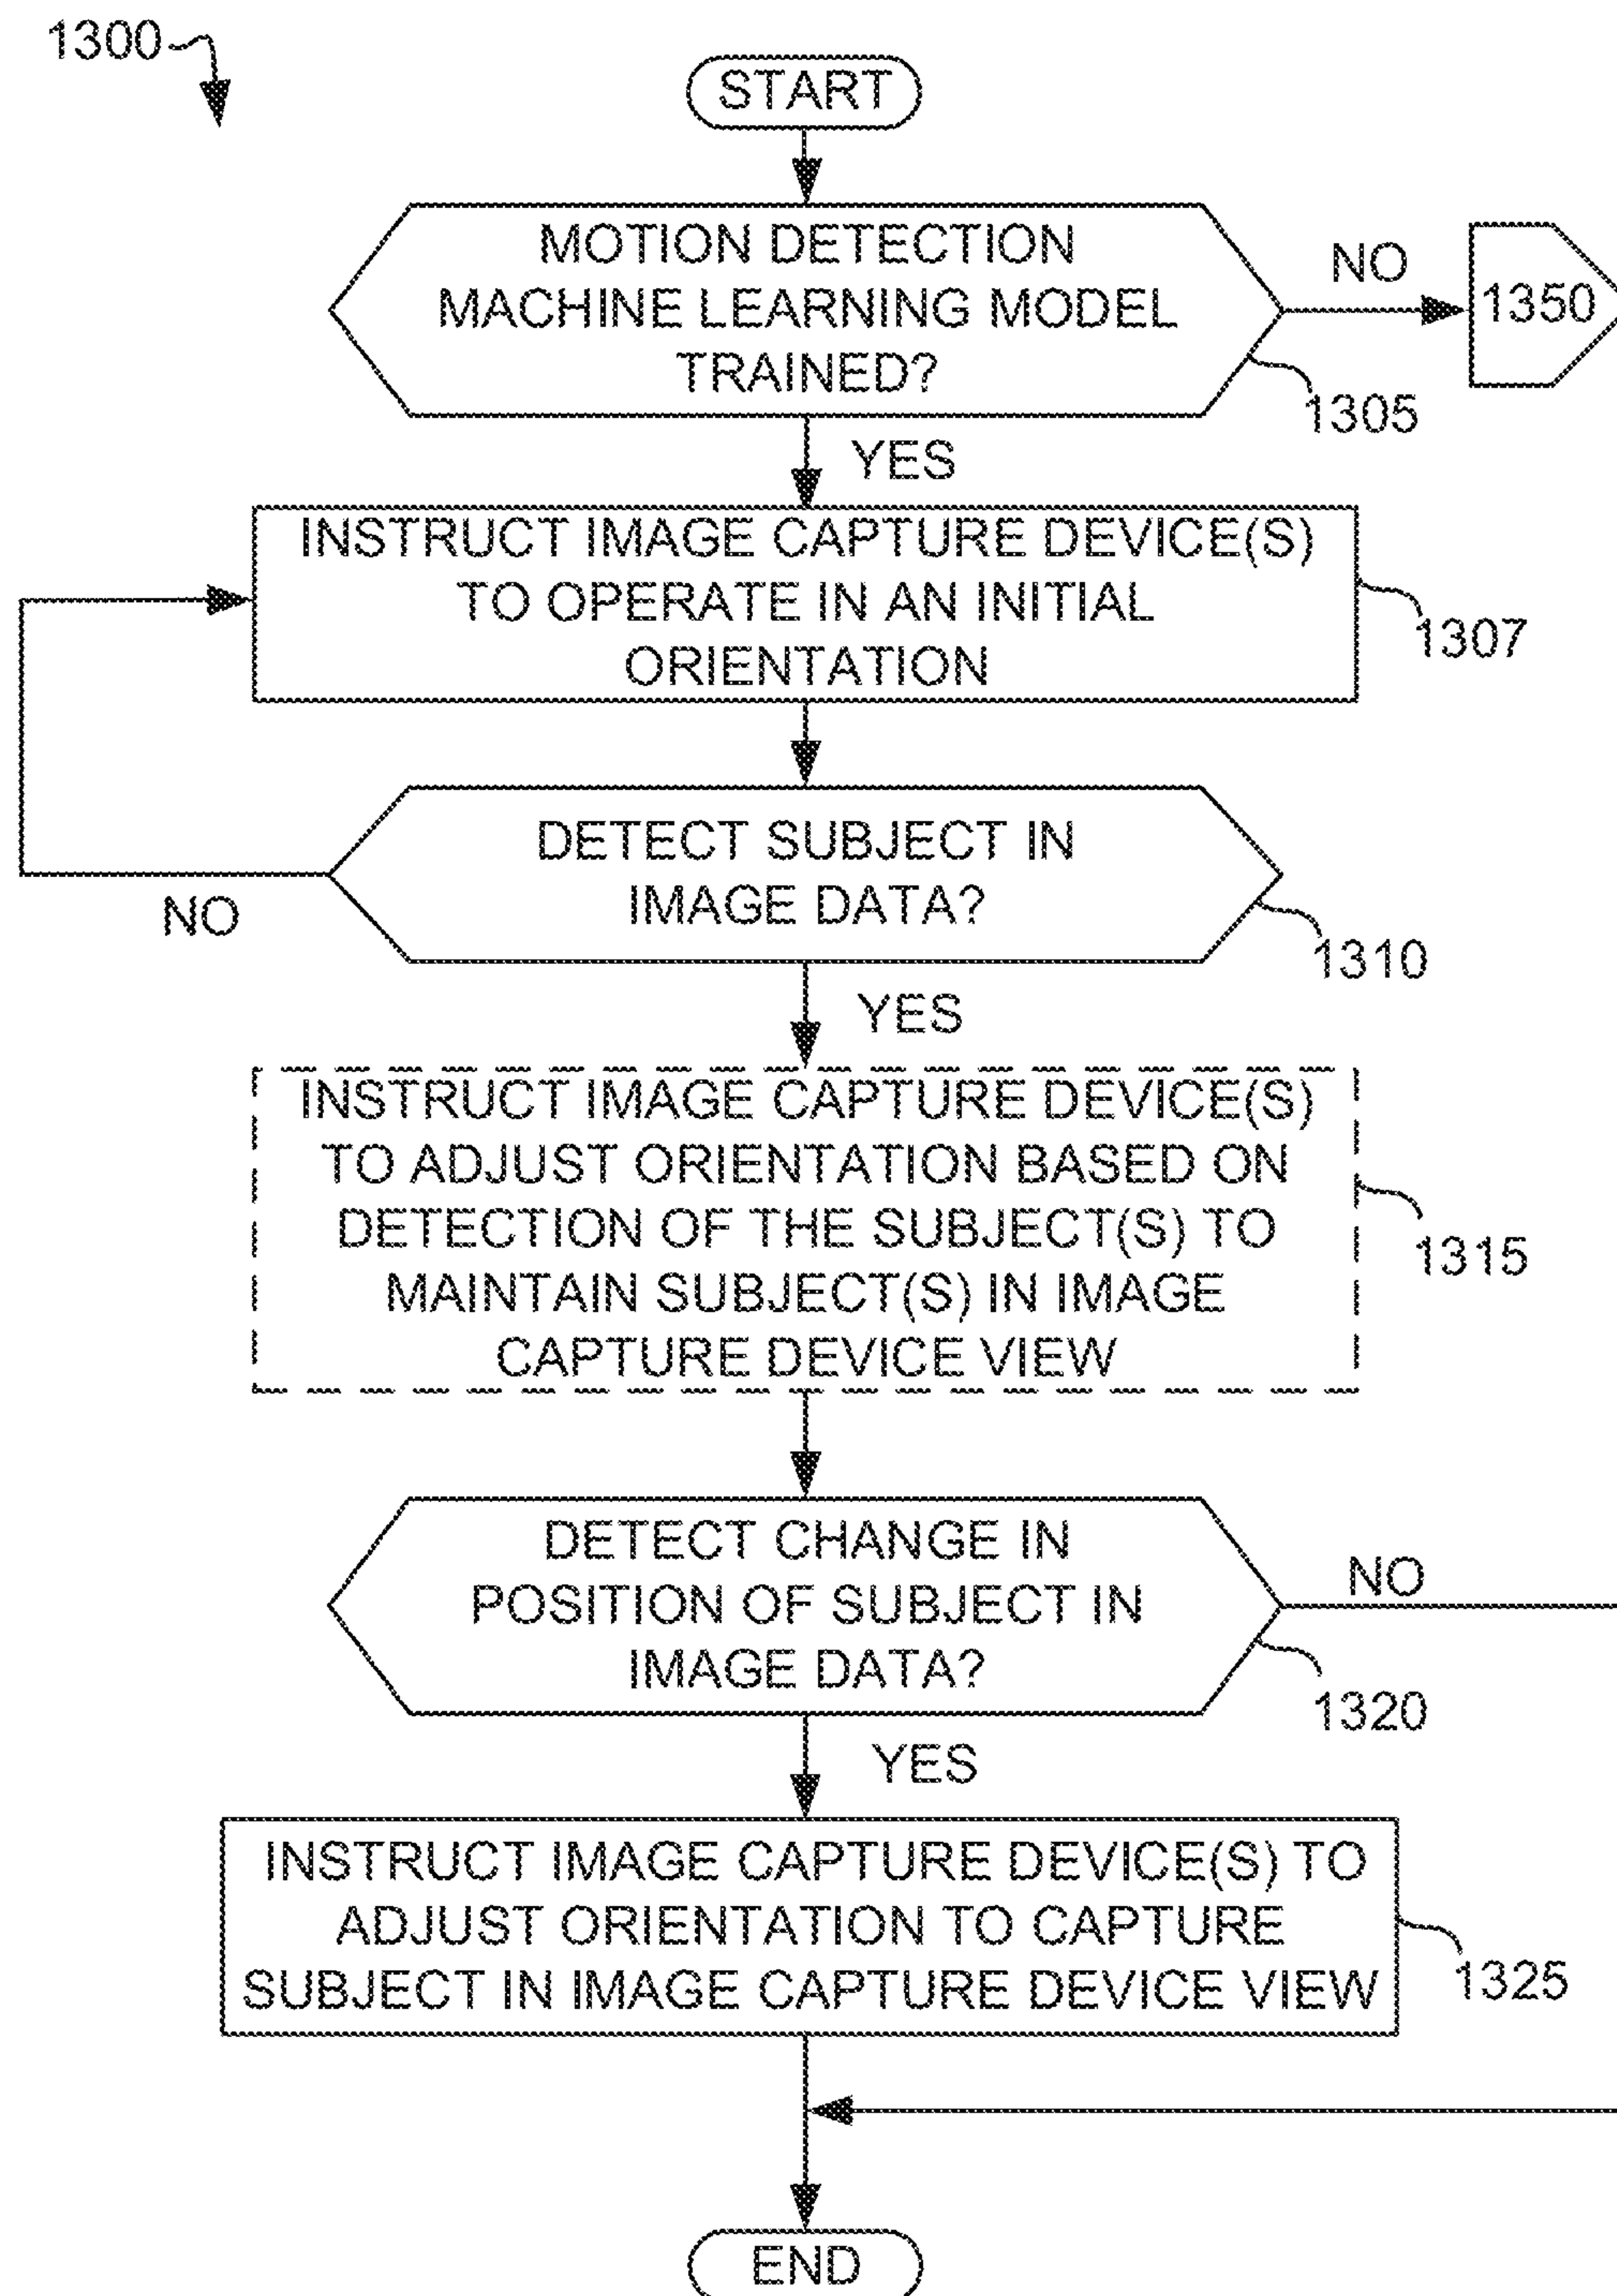 1300
START
MOTION DETECTION
MACHINE LEARNING MODEL
TRAINED?
NO
1350
1305
YES
INSTRUCT IMAGE CAPTURE DEVICE(S)
TO OPERATE IN AN INITIAL
ORIENTATION
1307
DETECT SUBJECT IN
IMAGE DATA?
NO
1310
YES
INSTRUCT IMAGE CAPTURE DEVICE(S)
TO ADJUST ORIENTATION BASED ON
DETECTION OF THE SUBJECT(S) TO
MAINTAIN SUBJECT(S) IN IMAGE
CAPTURE DEVICE VIEW
1315
DETECT CHANGE IN
POSITION OF SUBJECT IN
IMAGE DATA?
NO
1320
YES
INSTRUCT IMAGE CAPTURE DEVICE(S) TO
ADJUST ORIENTATION TO CAPTURE
SUBJECT IN IMAGE CAPTURE DEVICE VIEW
1325
END